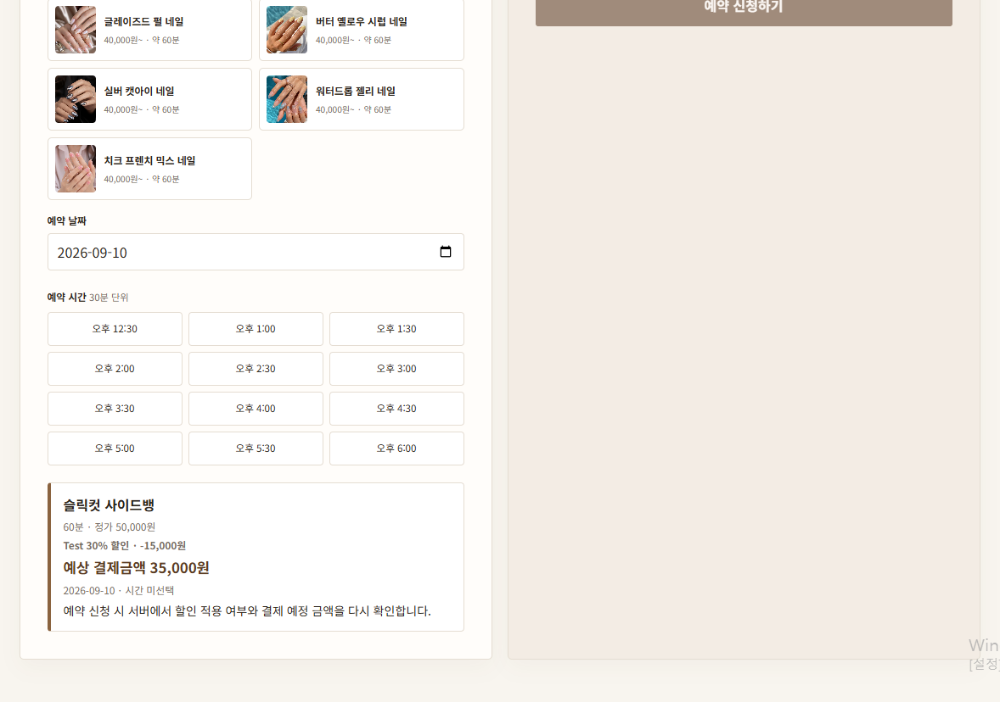 글레이즈드 펄 네일
40,000원~ · 약 60분
버터 옐로우 시럽 네일
40,000원~ · 약 60분
실버 캣아이 네일
40,000원~ · 약 60분
워터드롭 젤리 네일
40,000원~ · 약 60분
치크 프렌치 믹스 네일
40,000원~ · 약 60분
예약 날짜
2026-09-10
예약 시간 30분 단위
오후 12:30
오후 1:00
오후 1:30
오후 2:00
오후 2:30
오후 3:00
오후 3:30
오후 4:00
오후 4:30
오후 5:00
오후 5:30
오후 6:00
슬릭컷 사이드뱅
60분 · 정가 50,000원
Test 30% 할인 · -15,000원
예상 결제금액 35,000원
2026-09-10 · 시간 미선택
예약 신청 시 서버에서 할인 적용 여부와 결제 예정 금액을 다시 확인합니다.
예약 신청하기
Win
[설정]